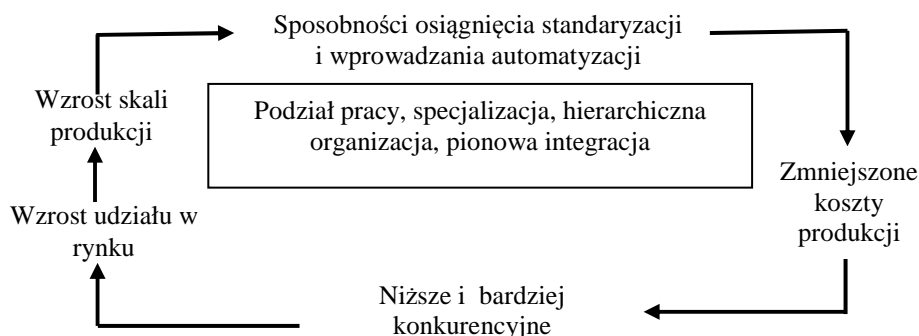 Sposobności osiągnięcia standaryzacji
i wprowadzania automatyzacji
Wzrost skali
produkcji
Podział pracy, specjalizacja, hierarchiczna
organizacja, pionowa integracja
Zmniejszone
koszty
produkcji
Wzrost udziału w
rynku
Niższe i bardziej
konkurencyjne